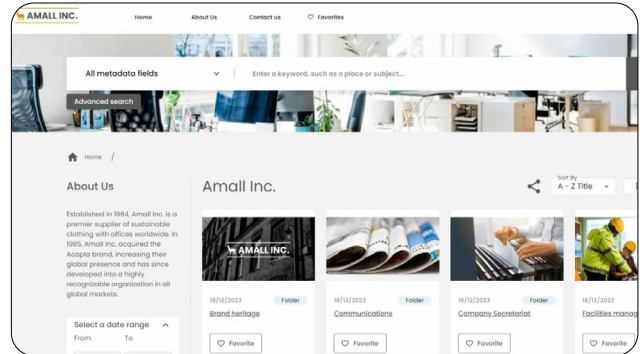 AMALL INC.
Home
About Us
Contact us
Favorites
All metadata fields
Enter a keyword, such as a place or subject...
Advanced search
Home /
About Us
Established in 1984, Amall Inc. is a
premier supplier of sustainable
clothing with offices worldwide. In
1985, Amall Inc. acquired the
Acapla brand, increasing their
global presence and has since
developed into a highly
recognizable organization in all
global markets.
Select a date range
From To
Amall Inc.
Sort By
A - Z Title
AMALL INC.
18/12/2023 Folder
Brand heritage
Favorite
18/12/2023 Folder
Communications
Favorite
18/12/2023 Folder
Company Secretariat
Favorite
18/12/2023
Facilities manag
Favorite